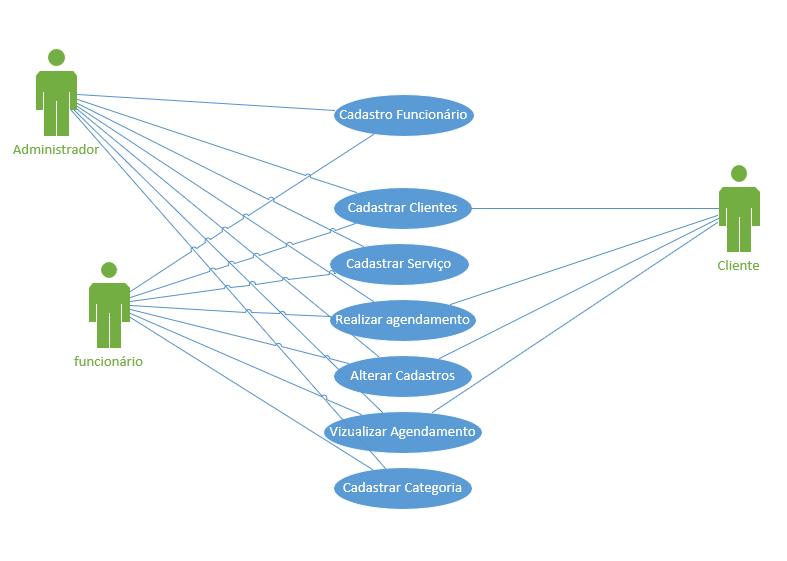 Administrador
Cadastro Funcionário
Cadastrar Clientes
Cadastrar Serviço
Cliente
Realizar agendamento
funcionário
Alterar Cadastros
Vizualizar Agendamento
Cadastrar Categoria